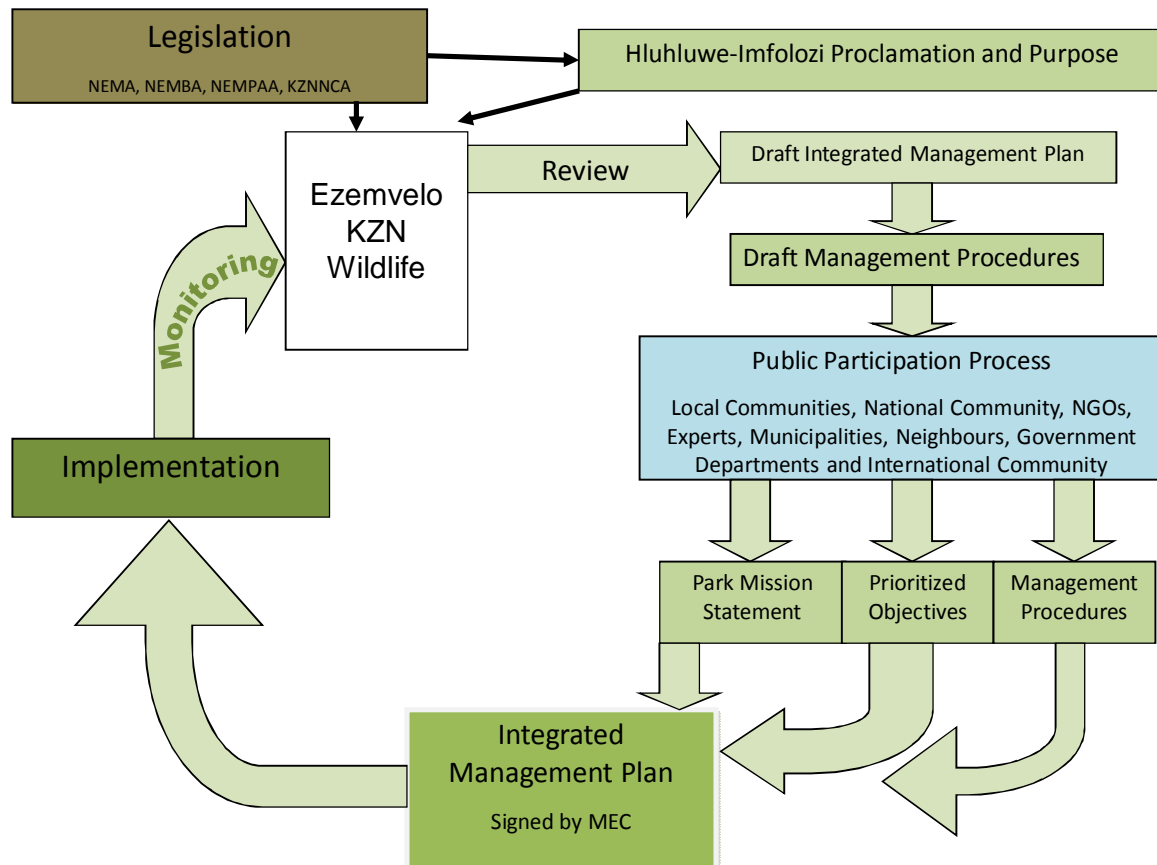 Legislation
NEMA, NEMBA, NEMPAA, KZNNCA
Hluhluwe-Imfolozi Proclamation and Purpose
Ezemvelo
KZN
Wildlife
Review
Draft Integrated Management Plan
Draft Management Procedures
Monitoring
Public Participation Process
Local Communities, National Community, NGOs,
Experts, Municipalities, Neighbours, Government
Departments and International Community
Implementation
Park Mission
Statement
Prioritized
Objectives
Management
Procedures
Integrated
Management Plan
Signed by MEC